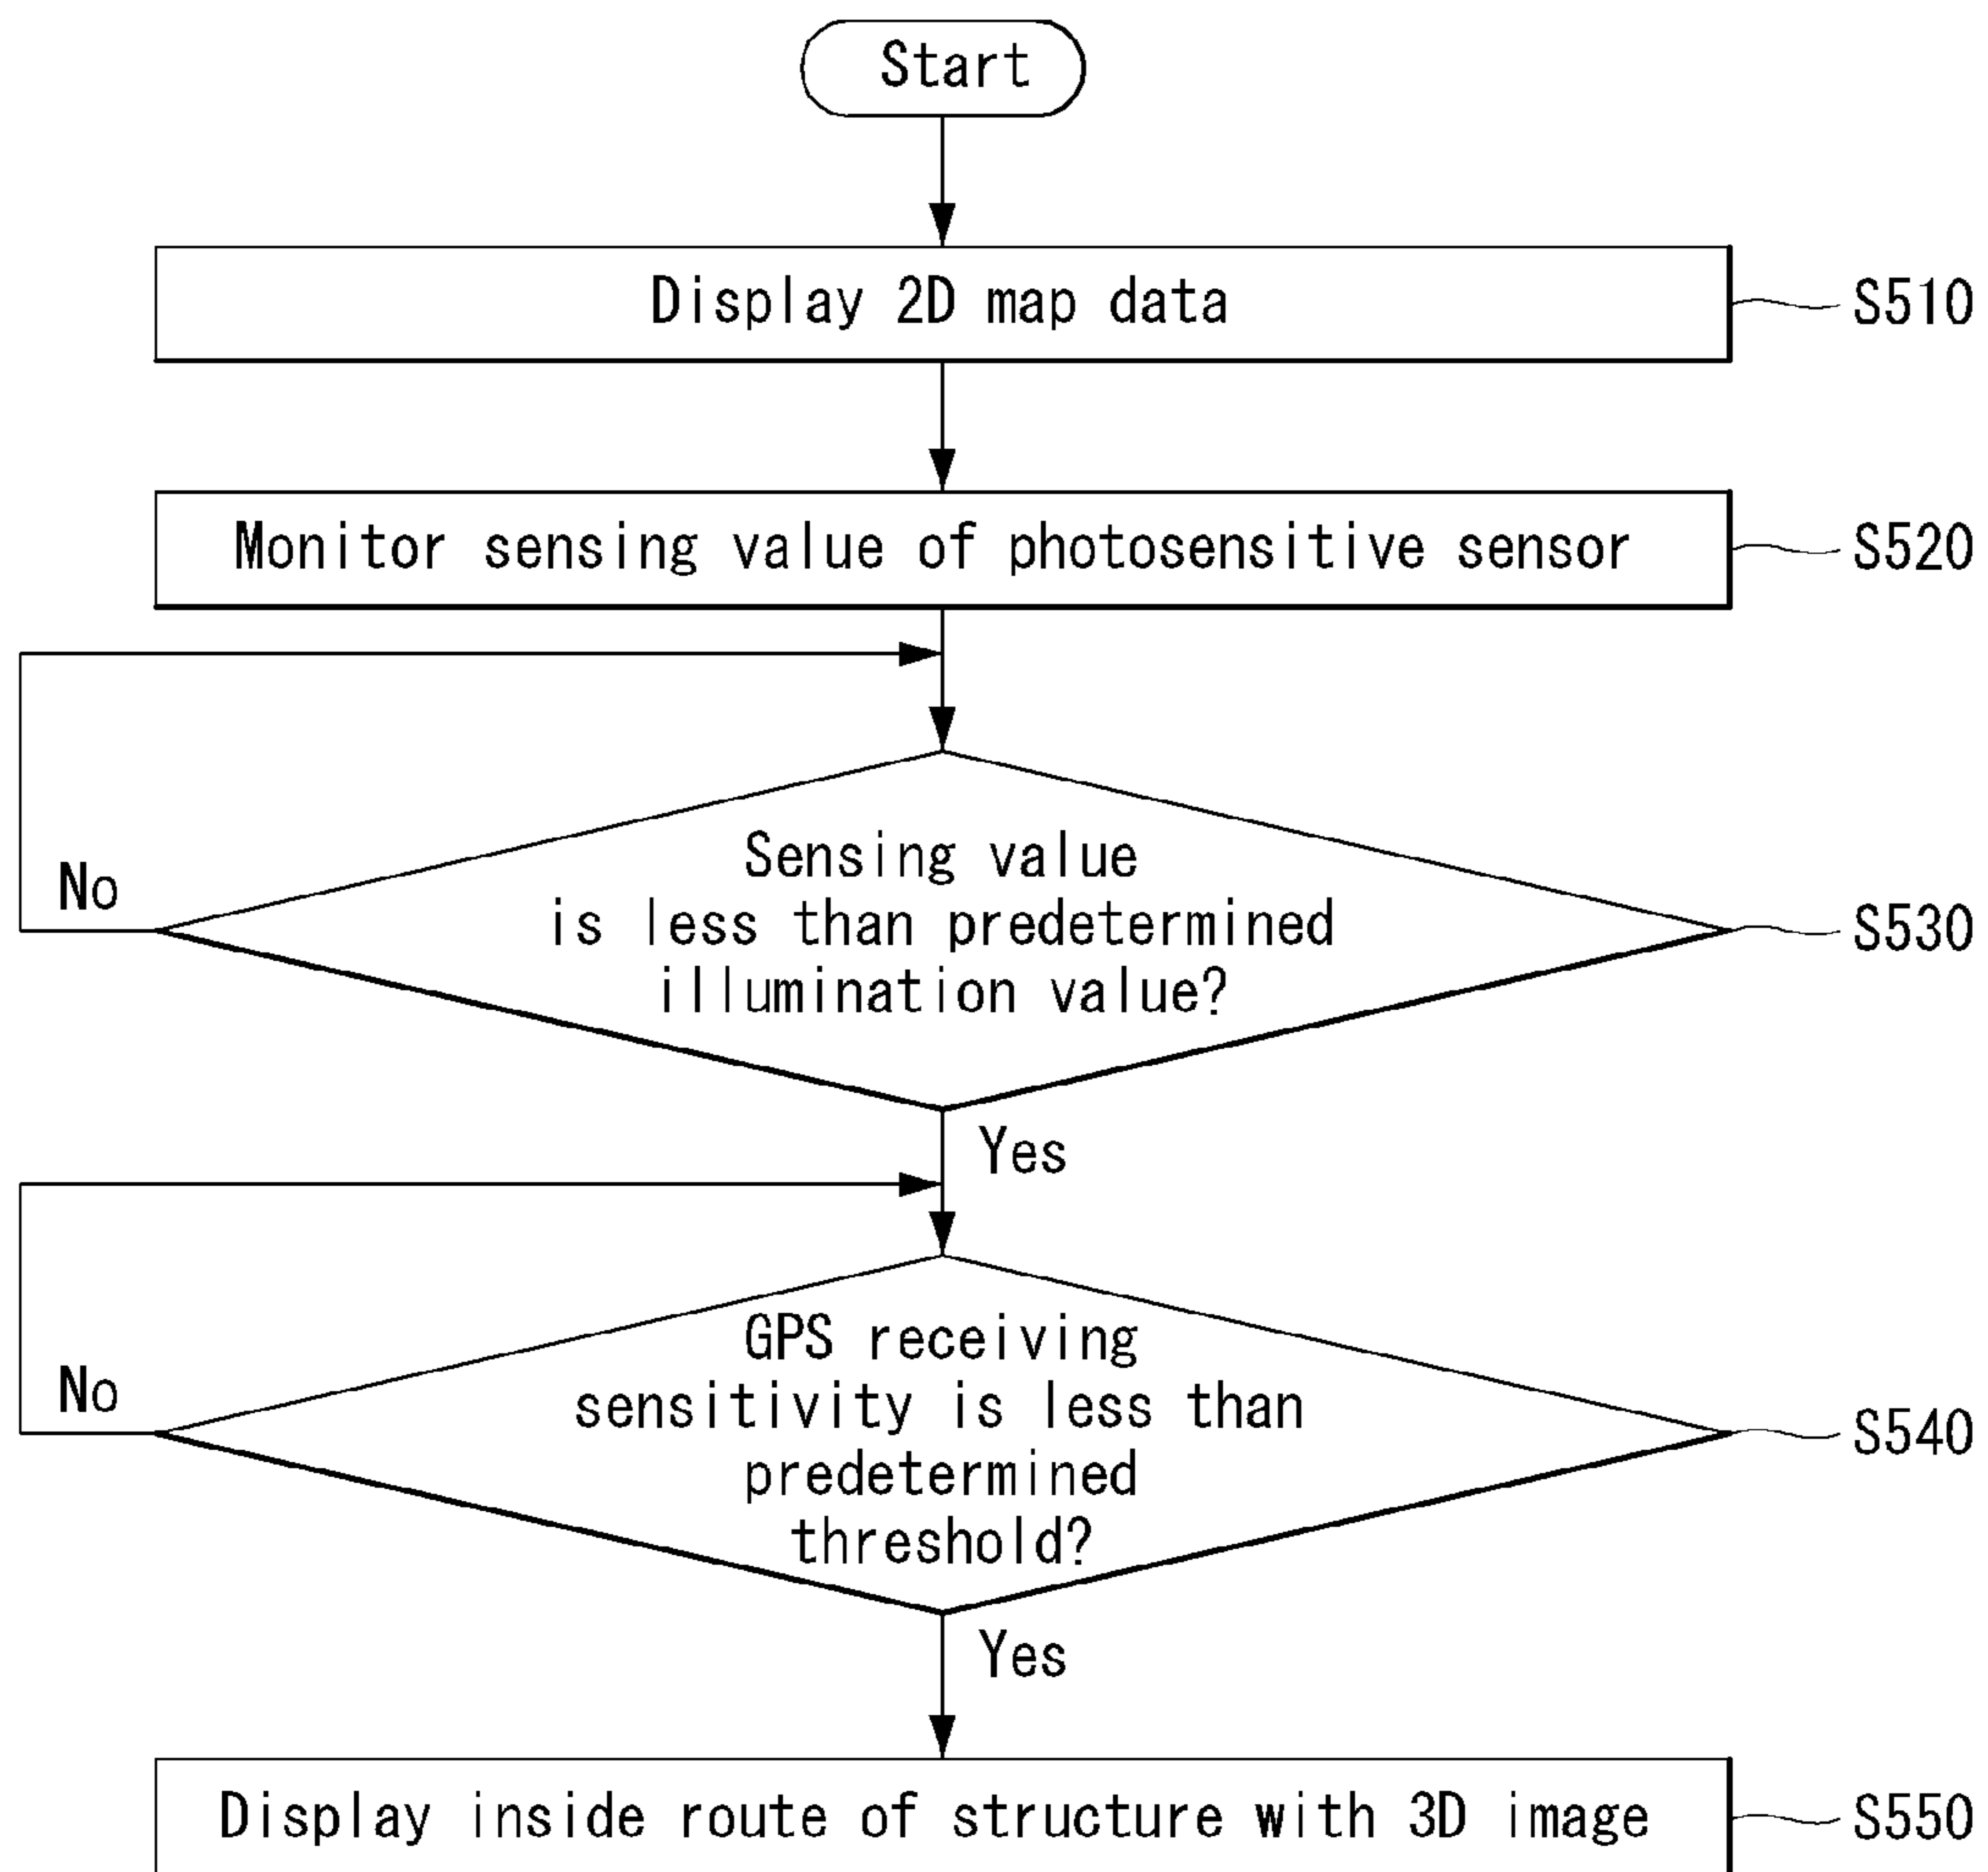 Start
Display 2D map data
S510
Monitor sensing value of photosensitive sensor
S520
Sensing value
is less than predetermined
illumination value?
No
S530
Yes
GPS receiving
sensitivity is less than
predetermined
threshold?
No
S540
Yes
Display inside route of structure with 3D image
S550